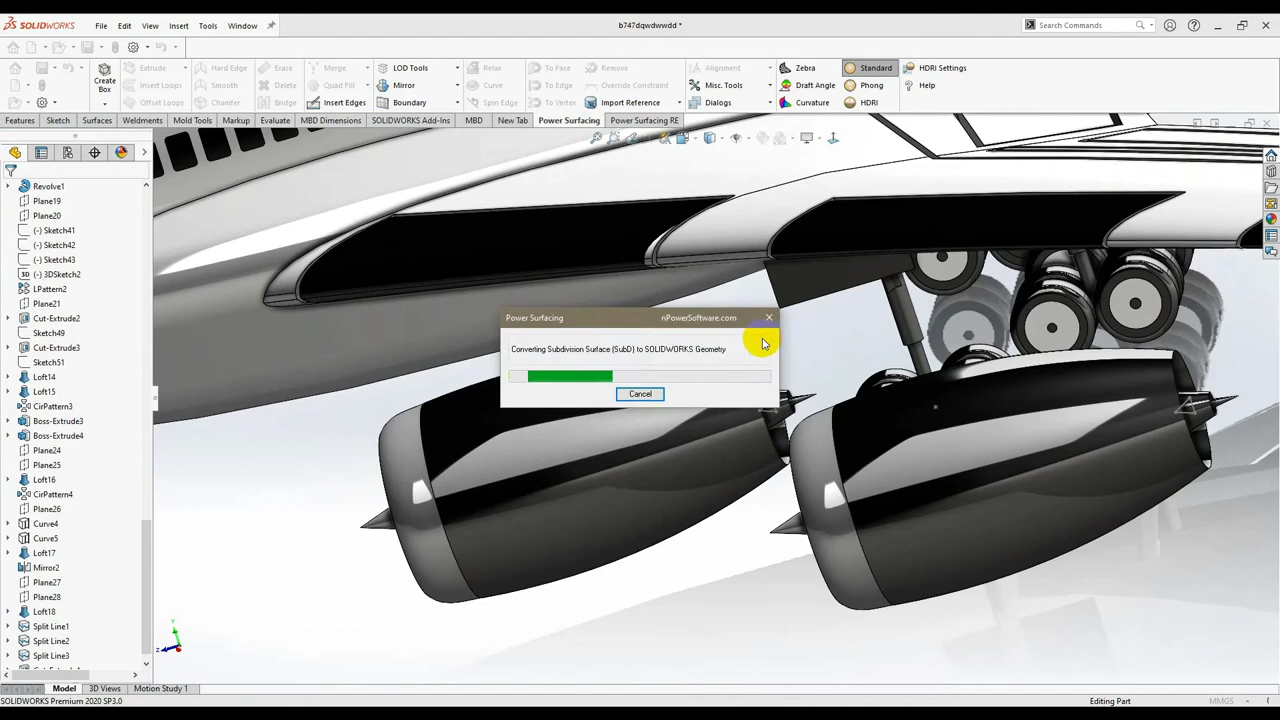 SOLIDWORKS File Edit View Insert Tools Window b747dqwdwwdd * Search Commands
Create Box
Extrude Hard Edge Erase Merge LOD Tools Relax To Face Remove Alignment Zebra Standard HDRI Settings
Insert Edges Smooth Delete Quad Fill Mirror Extrude To Edge Override Constraint Misc. Tools Draft Angle Phong Help
Offset Loops Chamfer Bridge Insert Edges Boundary Spin Edge To Vertex Import Reference Dialogs Curvature HDRI
Features Sketch Surfaces Weldments Mold Tools Markup Evaluate MBD Dimensions SOLIDWORKS Add-Ins MBD New Tab Power Surfacing Power Surfacing RE
Revolve1
Plane19
Plane20
(-) Sketch41
(-) Sketch42
(-) Sketch43
3D (-) 3DSketch2
LPattern2
Plane21
Cut-Extrude2
Sketch49
Cut-Extrude3
Sketch51
Loft14
Loft15
CirPattern3
Boss-Extrude3
Boss-Extrude4
Plane24
Plane25
Loft16
CirPattern4
Plane26
Curve4
Curve5
Loft17
Mirror2
Plane27
Plane28
Loft18
Split Line1
Split Line2
Split Line3
Power Surfacing nPowerSoftware.com
Converting Subdivision Surface (SubD) to SOLIDWORKS Geometry
Cancel
Y
Z
Model 3D Views Motion Study 1
SOLIDWORKS Premium 2020 SP3.0 Editing Part MMGS